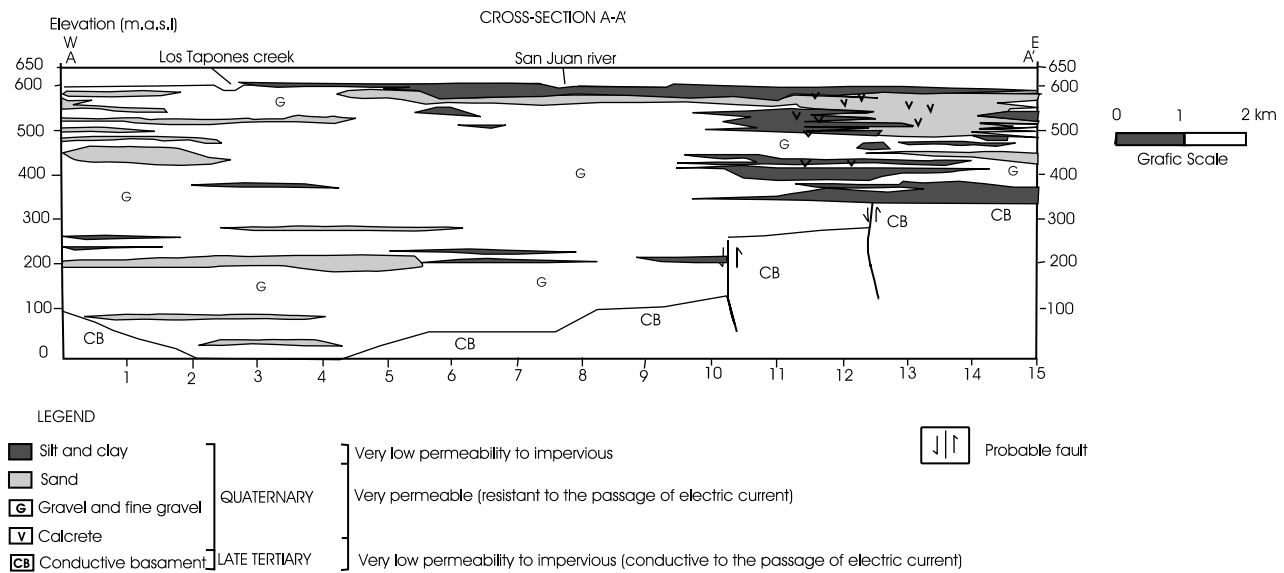 CROSS-SECTION A-A'
Elevation (m.a.s.l)
W
A
Los Tapones creek
San Juan river
E
A'
650
600
500
400
300
200
100
0
650
600
500
400
300
200
100
G
G
G
G
G
G
G
CB
CB
CB
CB
CB
CB
1 2 3 4 5 6 7 8 9 10 11 12 13 14 15
0 1 2 km
Grafic Scale
LEGEND
Silt and clay
Sand
G Gravel and fine gravel
V Calcrete
CB Conductive basament
QUATERNARY
LATE TERTIARY
Very low permeability to impervious
Very permeable (resistant to the passage of electric current)
Very low permeability to impervious (conductive to the passage of electric current)
Probable fault